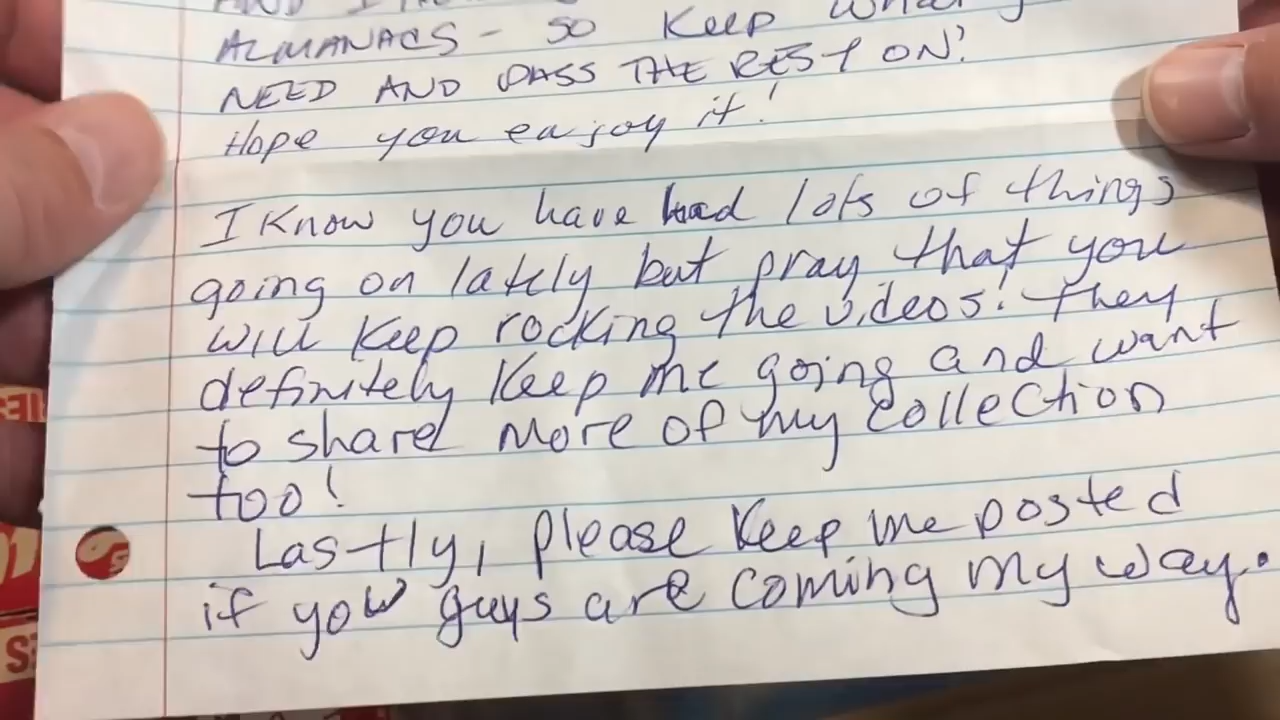 ALMANACS - SO KEEP
NEED AND PASS THE REST ON!
Hope you enjoy it!
I KNOW you have had lots of things
going on lately but pray that you
will keep rocking the videos! They
definitely keep me going and want
to share more of my collection
too!
Lastly, please keep me posted
if you guys are coming my way.